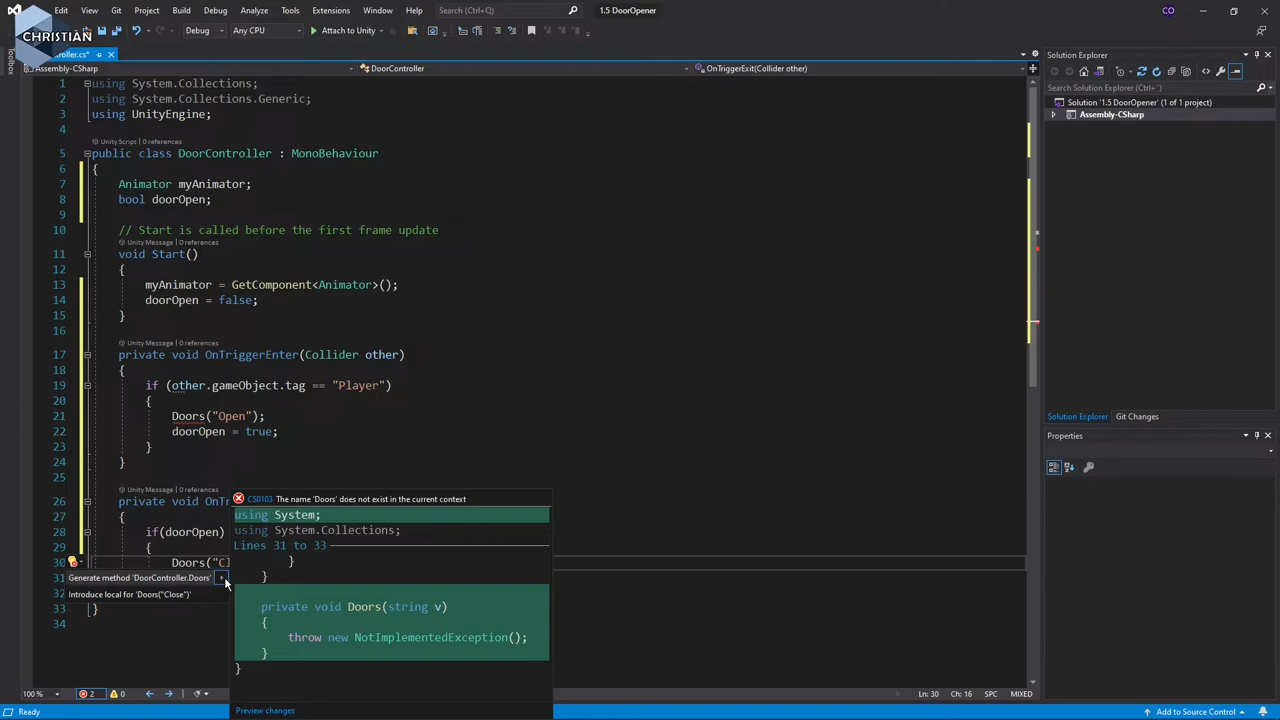 File Edit View Git Project Build Debug Analyze Tools Extensions Window Help Search (Ctrl+Q) 1.5 DoorOpener CO
CHRISTIAN
Debug Any CPU Attach to Unity
Toolbox
ller.cs*
Assembly-CSharp DoorController OnTriggerExit(Collider other)
1 using System.Collections;
2 using System.Collections.Generic;
3 using UnityEngine;
4
Unity Script | 0 references
5 public class DoorController : MonoBehaviour
6 {
7 Animator myAnimator;
8 bool doorOpen;
9
10 // Start is called before the first frame update
Unity Message | 0 references
11 void Start()
12 {
13 myAnimator = GetComponent<Animator>();
14 doorOpen = false;
15 }
16
Unity Message | 0 references
17 private void OnTriggerEnter(Collider other)
18 {
19 if (other.gameObject.tag == "Player")
20 {
21 Doors("Open");
22 doorOpen = true;
23 }
24 }
25
Unity Message | 0 references
26 private void OnTr
27 {
28 if(doorOpen)
29 {
30 Doors("Cl
31
32
33 }
34
Generate method 'DoorController.Doors'
Introduce local for 'Doors("Close")'
CS0103 The name 'Doors' does not exist in the current context
using System;
using System.Collections;
Lines 31 to 33
}
}
private void Doors(string v)
{
throw new NotImplementedException();
}
}
Preview changes
Solution Explorer
Search Solution Explorer (Ctrl+¨)
Solution '1.5 DoorOpener' (1 of 1 project)
Assembly-CSharp
Solution Explorer Git Changes
Properties
100 % 2 0 Ln: 30 Ch: 16 SPC MIXED
Ready Add to Source Control